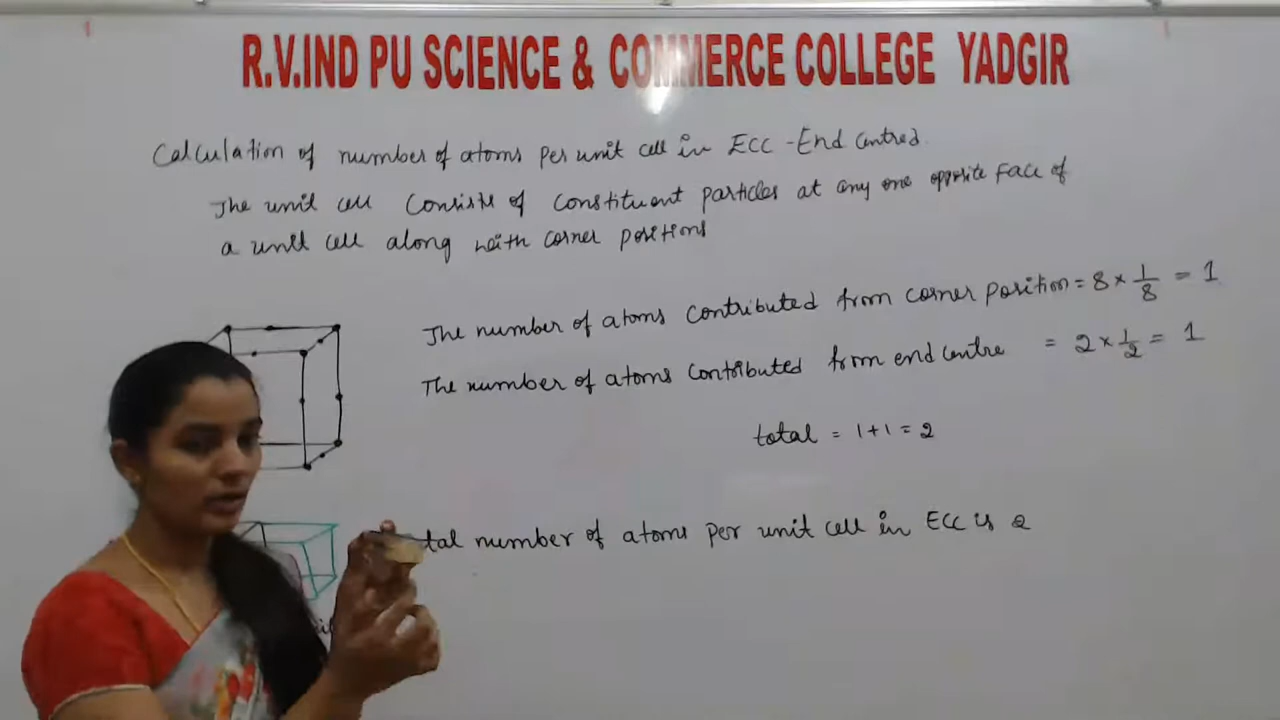 R.V.IND PU SCIENCE & COMMERCE COLLEGE YADGIR
Calculation of number of atoms per unit cell in ECC - End centred
The unit cell consists of constituent particles at any one opposite face of
a unit cell along with corner positions
The number of atoms contributed from corner position = 8 × 1/8 = 1
The number of atoms contributed from end centre = 2 × 1/2 = 1
total = 1+1 = 2
number of atoms per unit cell in ECC is 2